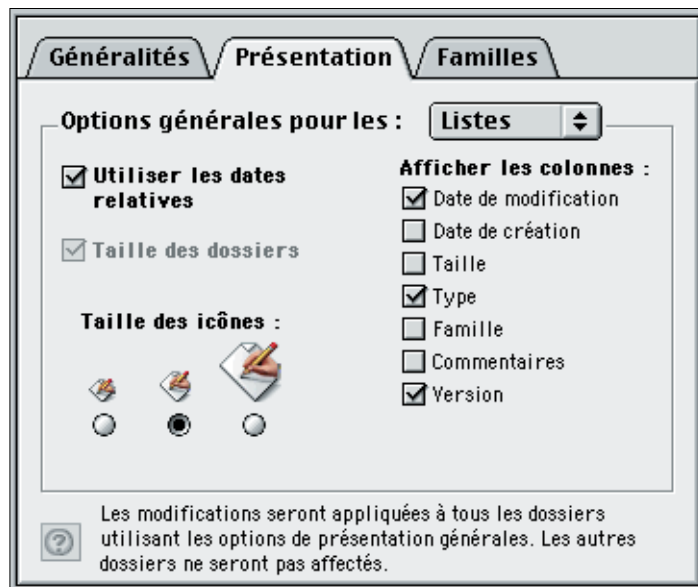 Généralités
Présentation
Familles
Options générales pour les :
Listes
Utiliser les dates
relatives
Taille des dossiers
Taille des icônes :
Afficher les colonnes :
Date de modification
Date de création
Taille
Type
Famille
Commentaires
Version
?
Les modifications seront appliquées à tous les dossiers
utilisant les options de présentation générales. Les autres
dossiers ne seront pas affectés.